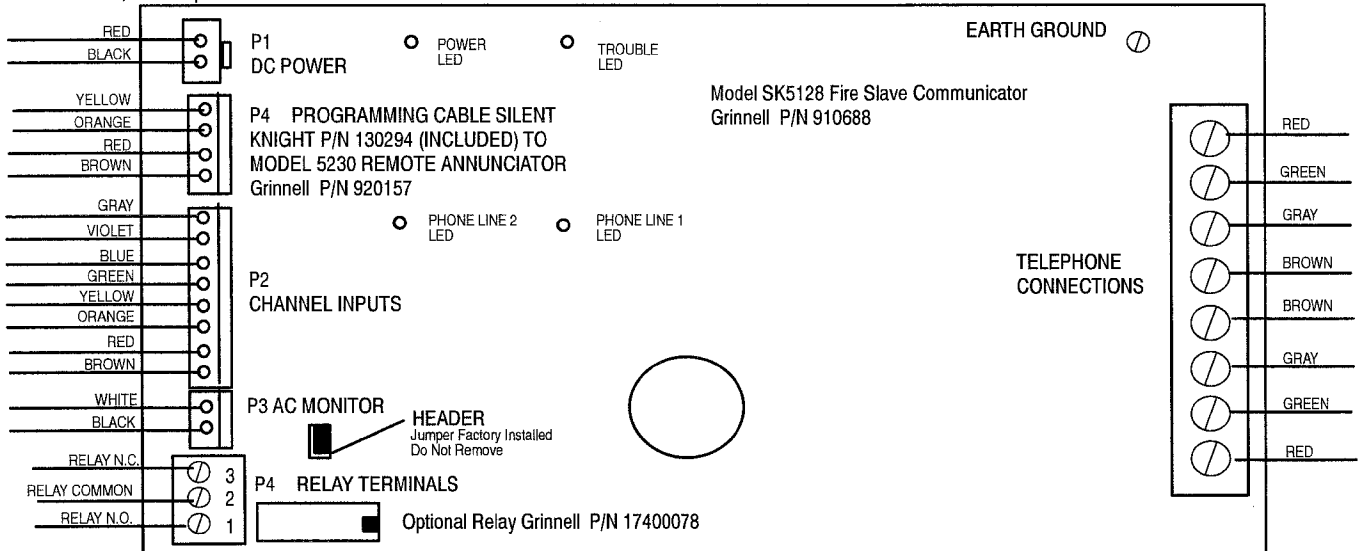 RED
BLACK
P1
DC POWER
POWER
LED
TROUBLE
LED
EARTH GROUND
Model SK5128 Fire Slave Communicator
Grinnell P/N 910688
YELLOW
ORANGE
RED
BROWN
P4 PROGRAMMING CABLE SILENT
KNIGHT P/N 130294 (INCLUDED) TO
MODEL 5230 REMOTE ANNUNCIATOR
Grinnell P/N 920157
GRAY
VIOLET
BLUE
GREEN
YELLOW
ORANGE
RED
BROWN
P2
CHANNEL INPUTS
PHONE LINE 2
LED
PHONE LINE 1
LED
TELEPHONE
CONNECTIONS
RED
GREEN
GRAY
BROWN
BROWN
GRAY
GREEN
RED
WHITE
BLACK
P3 AC MONITOR
HEADER
Jumper Factory Installed
Do Not Remove
RELAY N.C.
RELAY COMMON
RELAY N.O.
3
2
1
P4 RELAY TERMINALS
Optional Relay Grinnell P/N 17400078